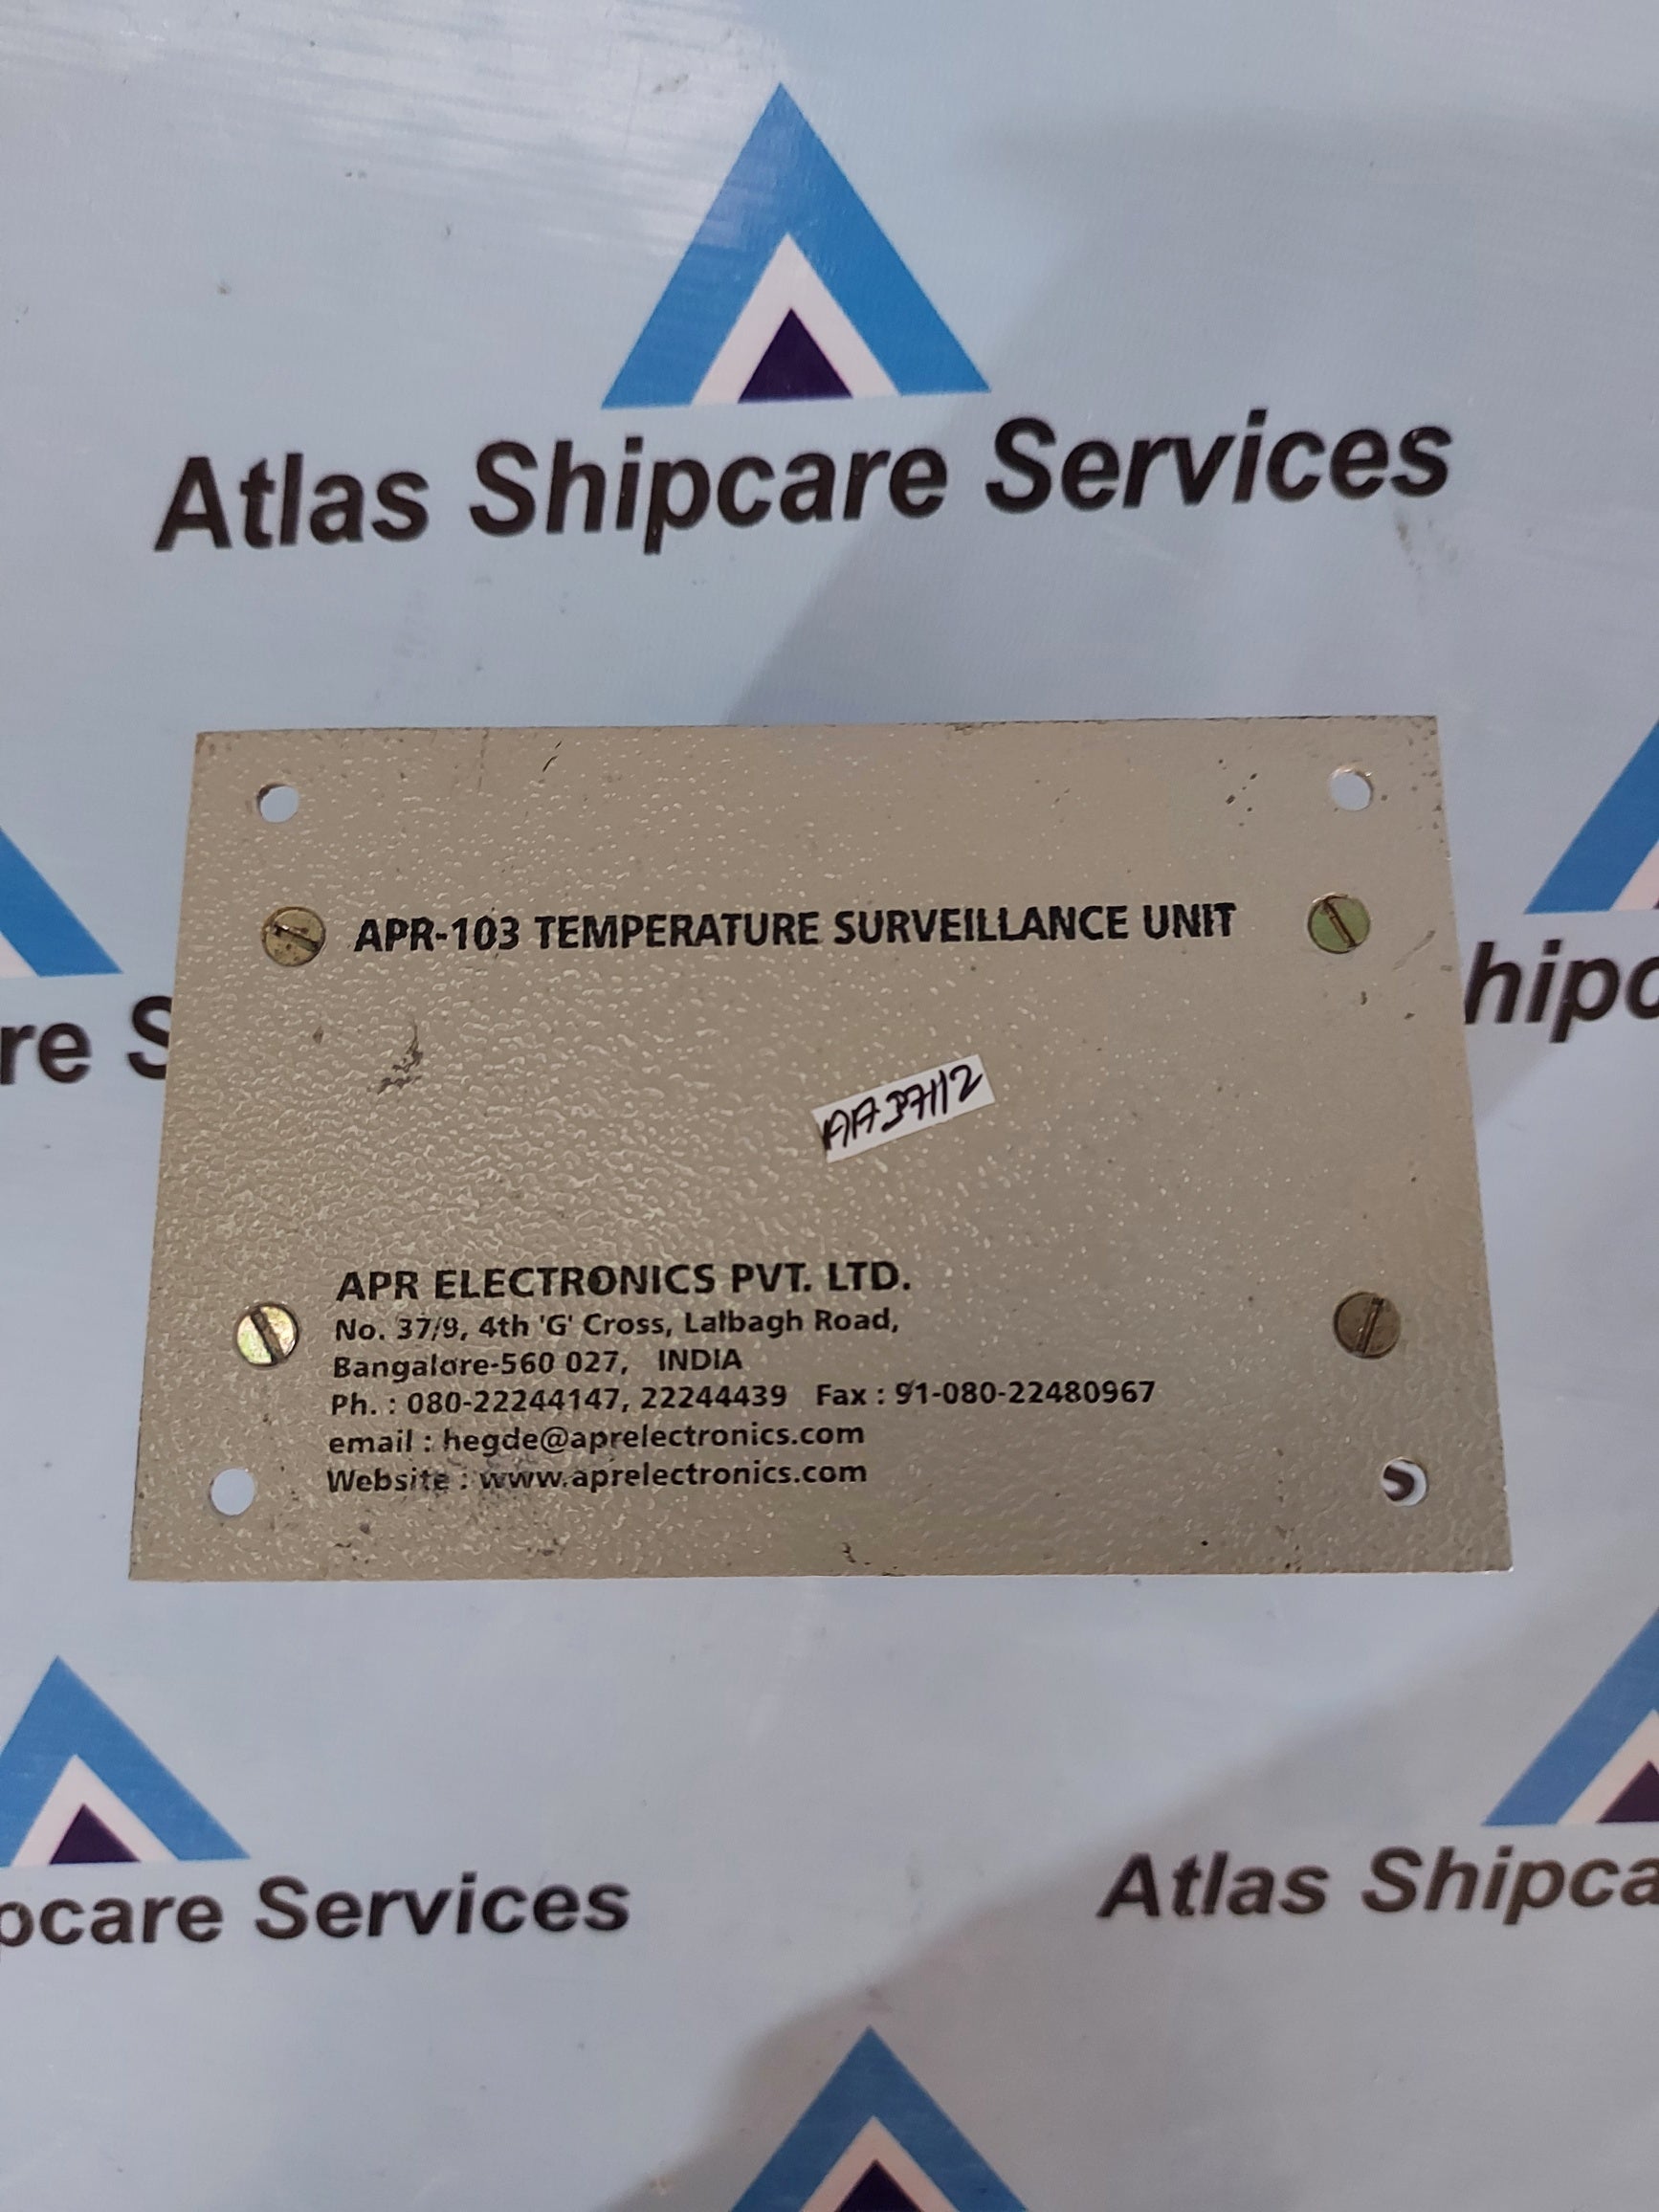 Atlas Shipcare Services
APR-103 TEMPERATURE SURVEILLANCE UNIT
re S
hipc
AA37112
APR ELECTRONICS PVT. LTD.
No. 37/9, 4th 'G' Cross, Lalbagh Road,
Bangalore-560 027, INDIA
Ph. : 080-22244147, 22244439 Fax : 91-080-22480967
email : hegde@aprelectronics.com
Website : www.aprelectronics.com
pcare Services
Atlas Shipca